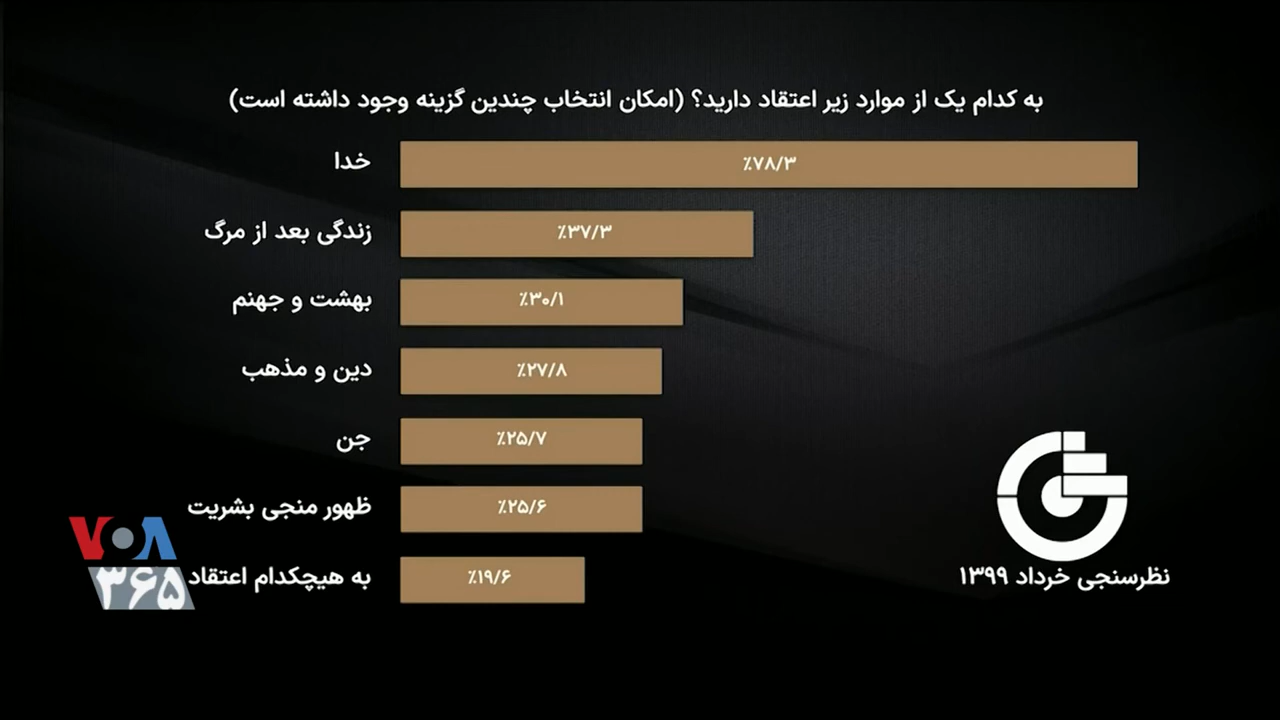 به کدام یک از موارد زیر اعتقاد دارید؟ (امکان انتخاب چندین گزینه وجود داشته است)
خدا ٪۷۸/۳
زندگی بعد از مرگ ٪۳۷/۳
بهشت و جهنم ٪۳۰/۱
دین و مذهب ٪۲۷/۸
جن ٪۲۵/۷
ظهور منجی بشریت ٪۲۵/۶
به هیچکدام اعتقاد ٪۱۹/۶
نظرسنجی خرداد ۱۳۹۹
VOA
۳۶۵